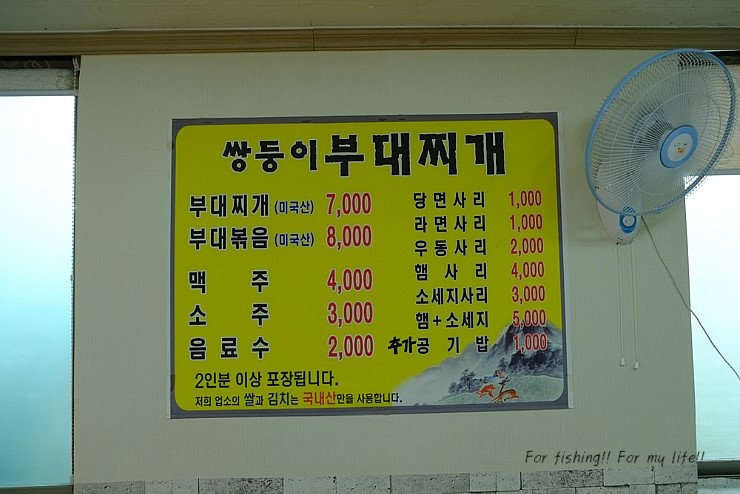 쌍둥이부대찌개
부대찌개 (미국산) 7,000
부대볶음 (미국산) 8,000
맥 주 4,000
소 주 3,000
음 료 수 2,000
당 면 사 리 1,000
라 면 사 리 1,000
우 동 사 리 2,000
햄 사 리 4,000
소세지사리 3,000
햄+소세지 5,000
추가공 기 밥 1,000
2인분 이상 포장됩니다.
저희 업소의 쌀과 김치는 국내산만을 사용합니다.
For fishing!! For my life!!